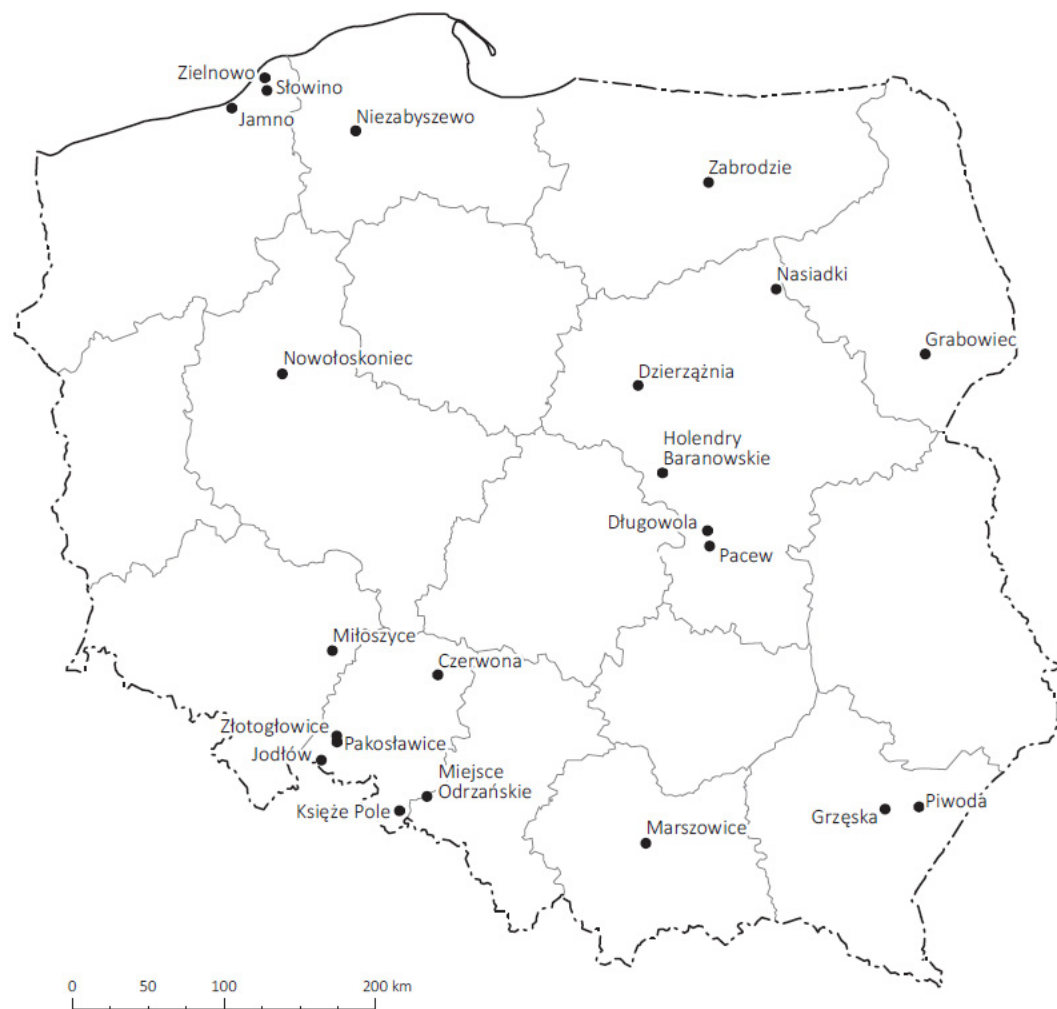 Zielnowo
Słowino
Jamno
Niezabyszewo
Zabrodzie
Nasiadki
Grabowiec
Nowołoskoniec
Dzierzążnia
Holendry
Baranowskie
Długowola
Pacew
Miłoszyce
Czerwona
Złotogłowice
Pakosławice
Jodłów
Miejsce
Odrzańskie
Księże Pole
Marszowice
Grzęska
Piwoda
0 50 100 200 km